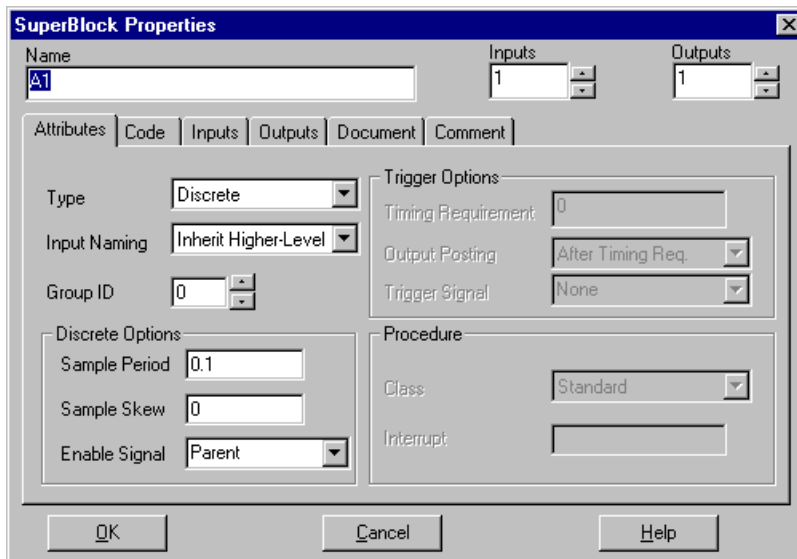 SuperBlock Properties
Name
Inputs
Outputs
A1
1
1
Attributes Code Inputs Outputs Document Comment
Type Discrete
Input Naming Inherit Higher-Level
Group ID 0
Discrete Options
Sample Period 0.1
Sample Skew 0
Enable Signal Parent
Trigger Options
Timing Requirement 0
Output Posting After Timing Req.
Trigger Signal None
Procedure
Class Standard
Interrupt
OK Cancel Help